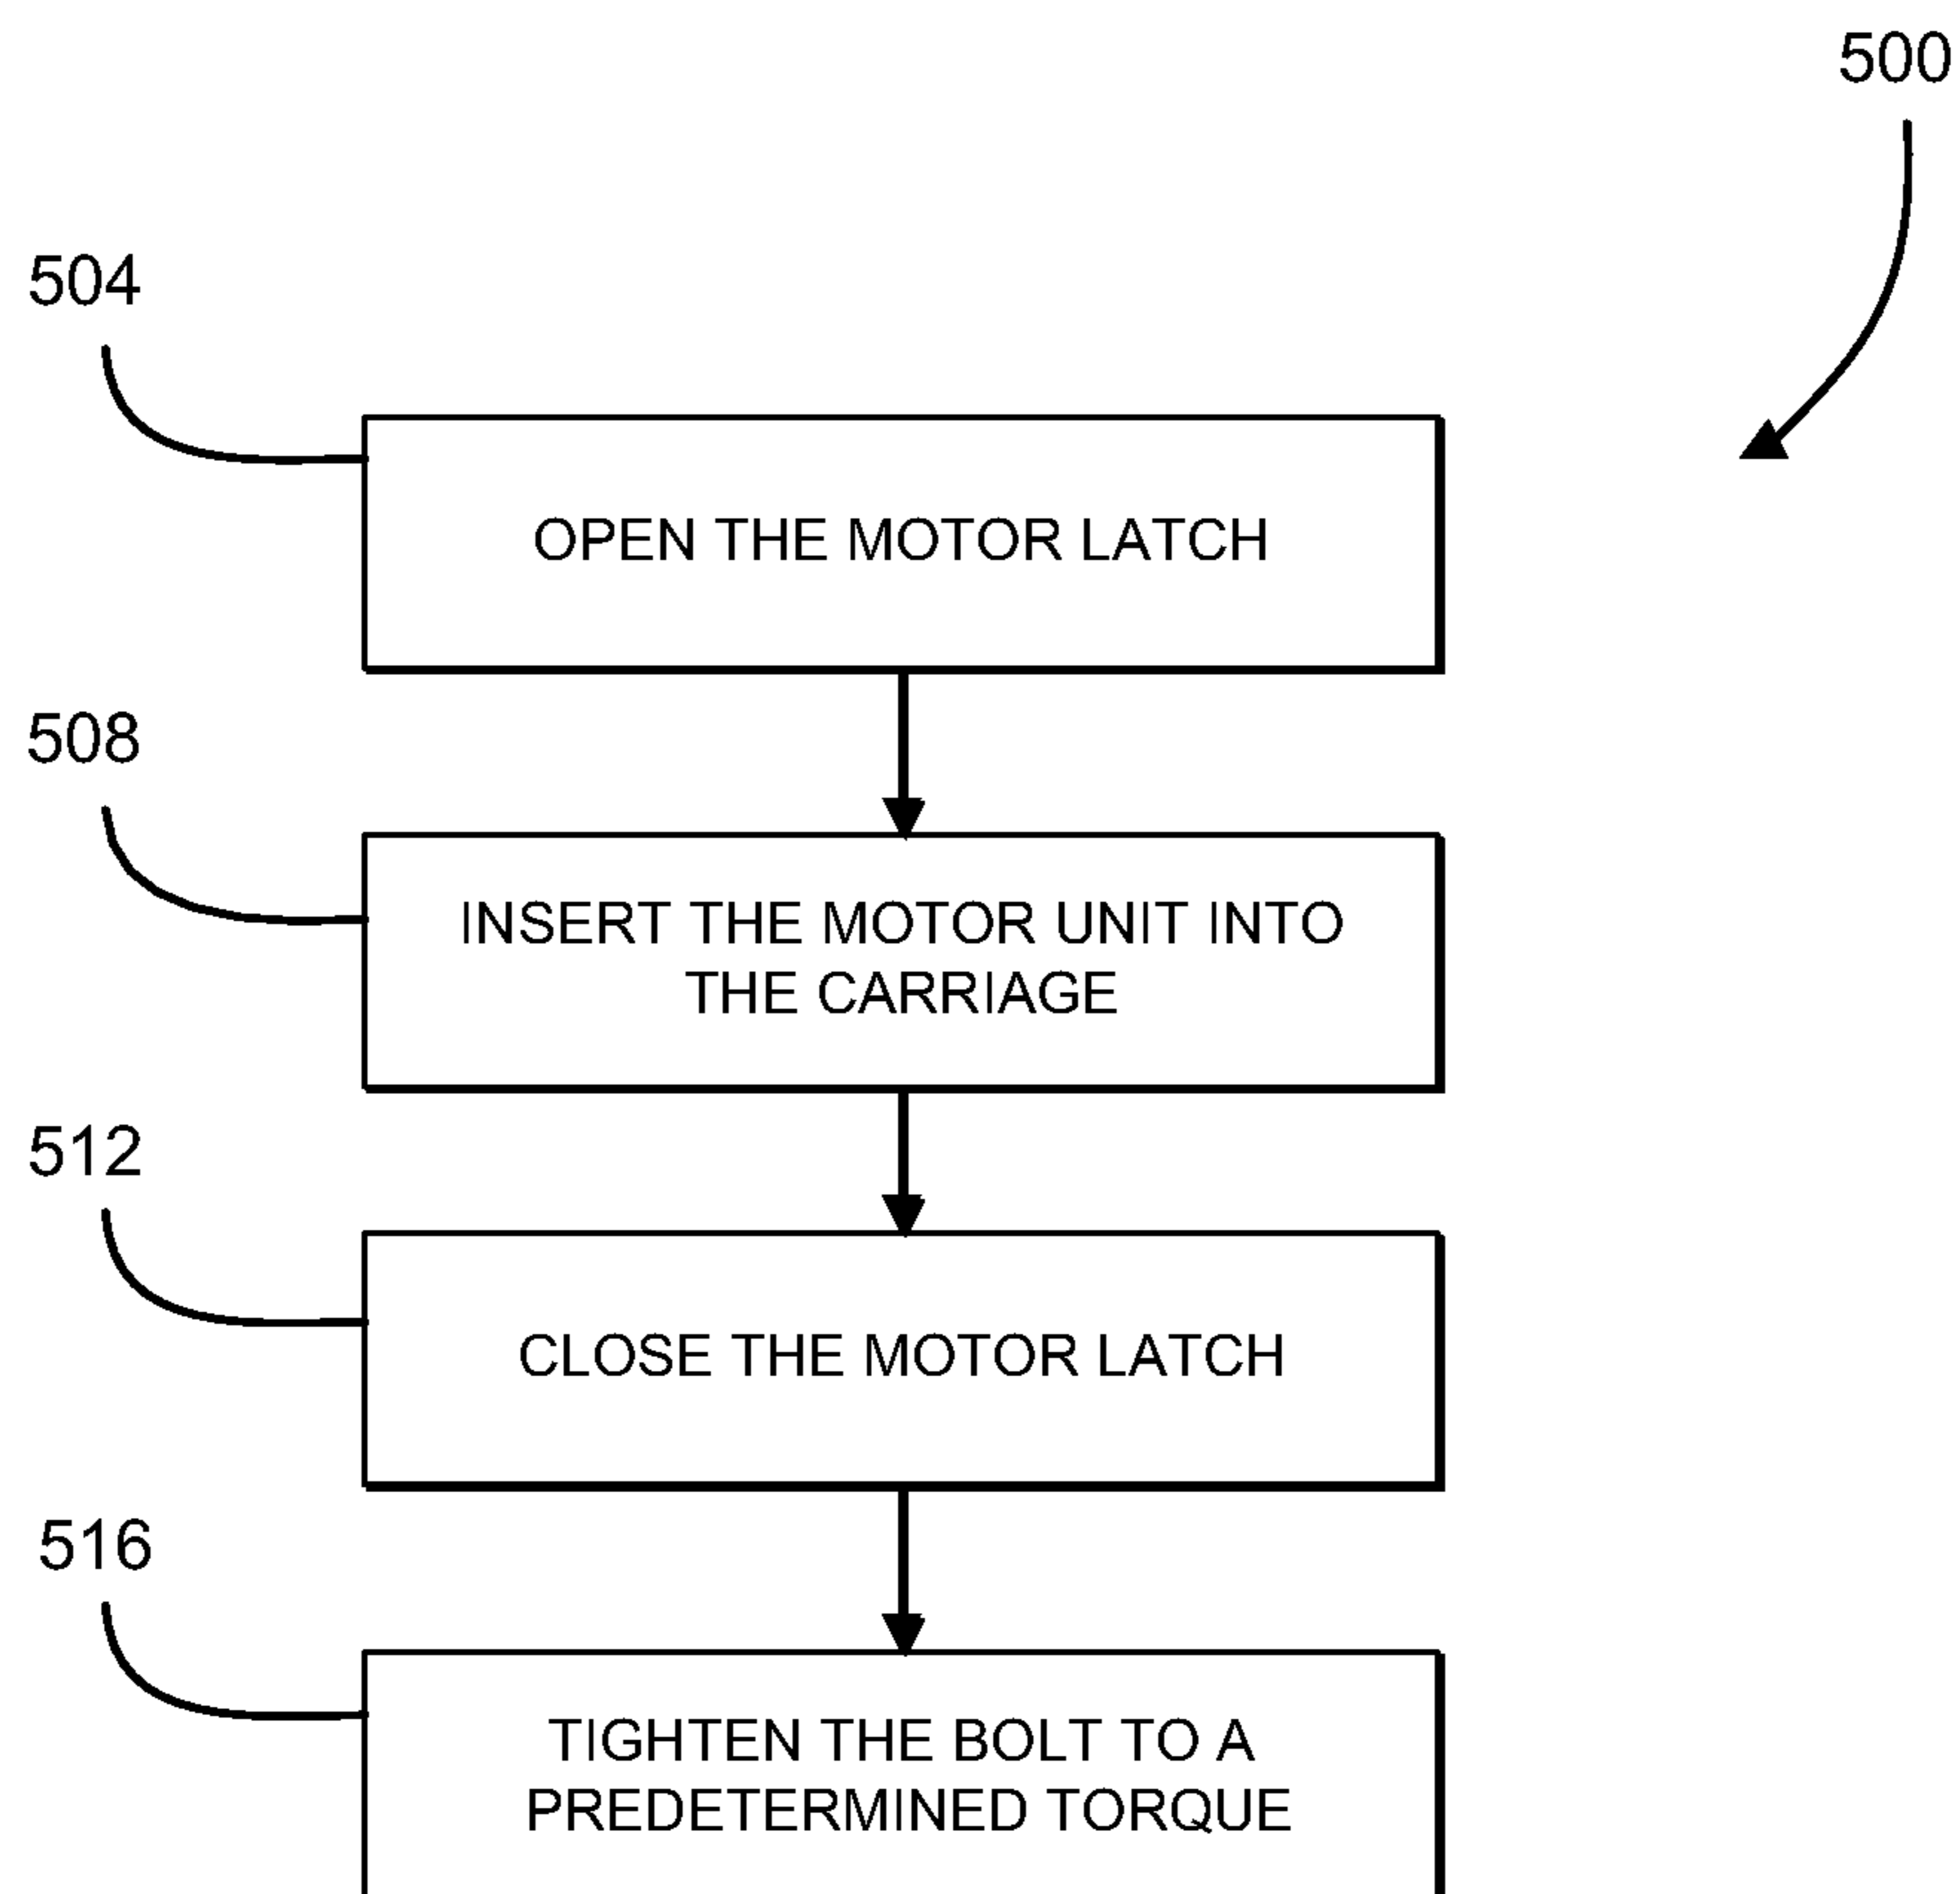 500
504
OPEN THE MOTOR LATCH
508
INSERT THE MOTOR UNIT INTO
THE CARRIAGE
512
CLOSE THE MOTOR LATCH
516
TIGHTEN THE BOLT TO A
PREDETERMINED TORQUE